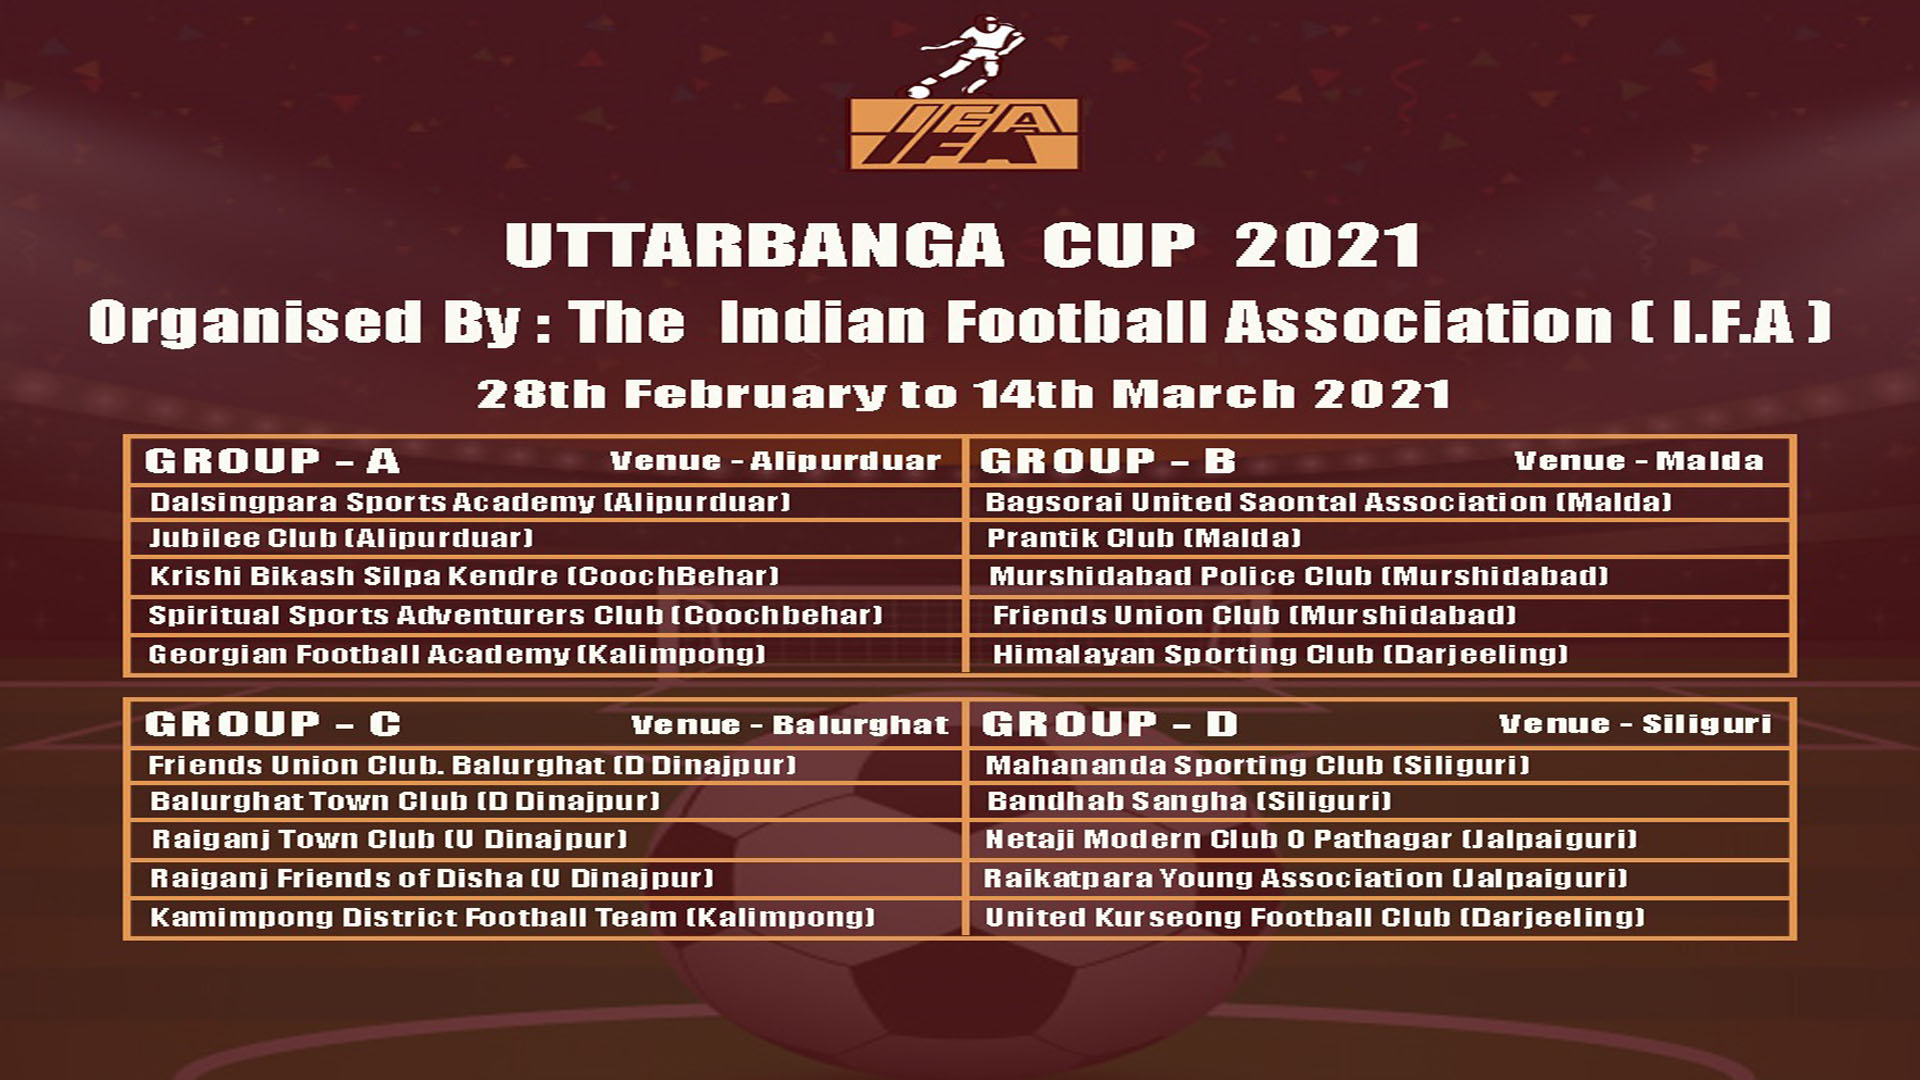 IFA
UTTARBANGA CUP 2021
Organised By : The Indian Football Association ( I.F.A )
28th February to 14th March 2021
GROUP - A Venue - Alipurduar
Dalsingpara Sports Academy (Alipurduar)
Jubilee Club (Alipurduar)
Krishi Bikash Silpa Kendre (CoochBehar)
Spiritual Sports Adventurers Club (Coochbehar)
Georgian Football Academy (Kalimpong)
GROUP - B Venue - Malda
Bagsorai United Saontal Association (Malda)
Prantik Club (Malda)
Murshidabad Police Club (Murshidabad)
Friends Union Club (Murshidabad)
Himalayan Sporting Club (Darjeeling)
GROUP - C Venue - Balurghat
Friends Union Club. Balurghat (D Dinajpur)
Balurghat Town Club (D Dinajpur)
Raiganj Town Club (U Dinajpur)
Raiganj Friends of Disha (U Dinajpur)
Kamimpong District Football Team (Kalimpong)
GROUP - D Venue - Siliguri
Mahananda Sporting Club (Siliguri)
Bandhab Sangha (Siliguri)
Netaji Modern Club O Pathagar (Jalpaiguri)
Raikatpara Young Association (Jalpaiguri)
United Kurseong Football Club (Darjeeling)